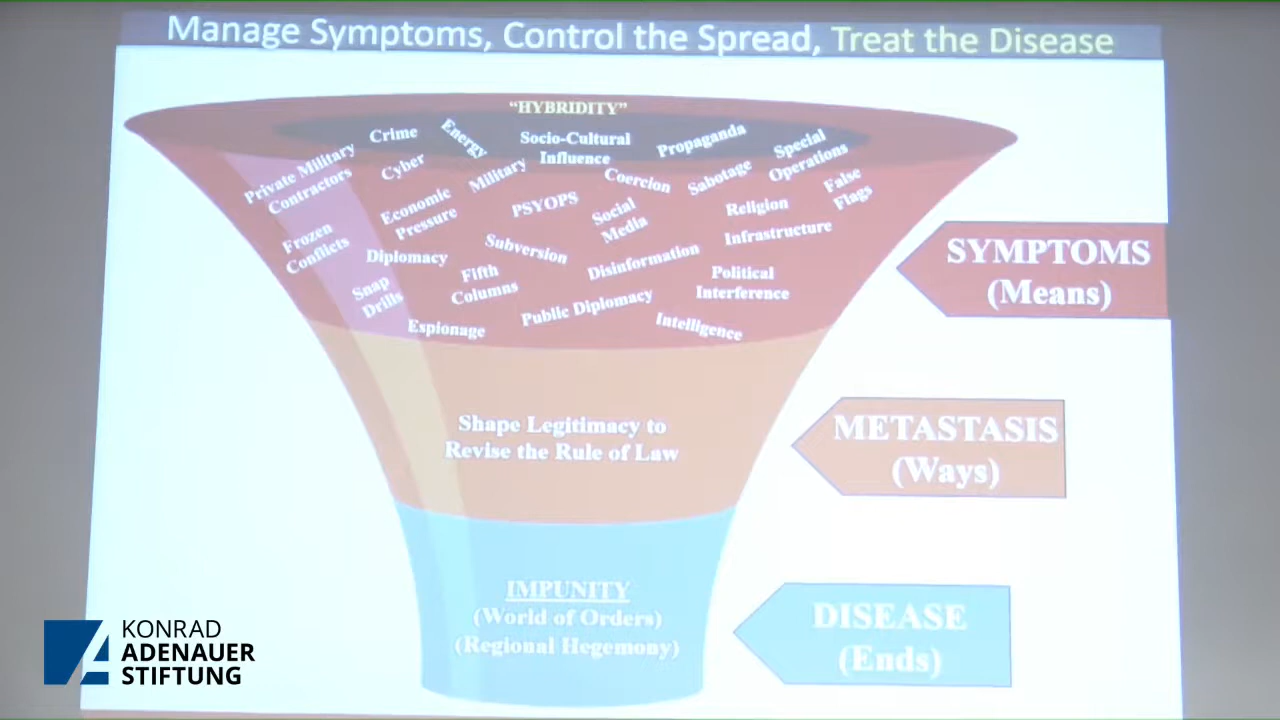 Manage Symptoms, Control the Spread, Treat the Disease
“HYBRIDITY”
Crime
Energy
Socio-Cultural
Influence
Propaganda
Special
Operations
Private Military
Contractors
Cyber
Military
Coercion
Sabotage
False
Flags
Economic
Pressure
PSYOPS
Social
Media
Religion
Frozen
Conflicts
Diplomacy
Subversion
Disinformation
Infrastructure
Snap
Drills
Fifth
Columns
Public Diplomacy
Political
Interference
Espionage
Intelligence
SYMPTOMS
(Means)
Shape Legitimacy to
Revise the Rule of Law
METASTASIS
(Ways)
IMPUNITY
(World of Orders)
(Regional Hegemony)
DISEASE
(Ends)
KONRAD
ADENAUER
STIFTUNG